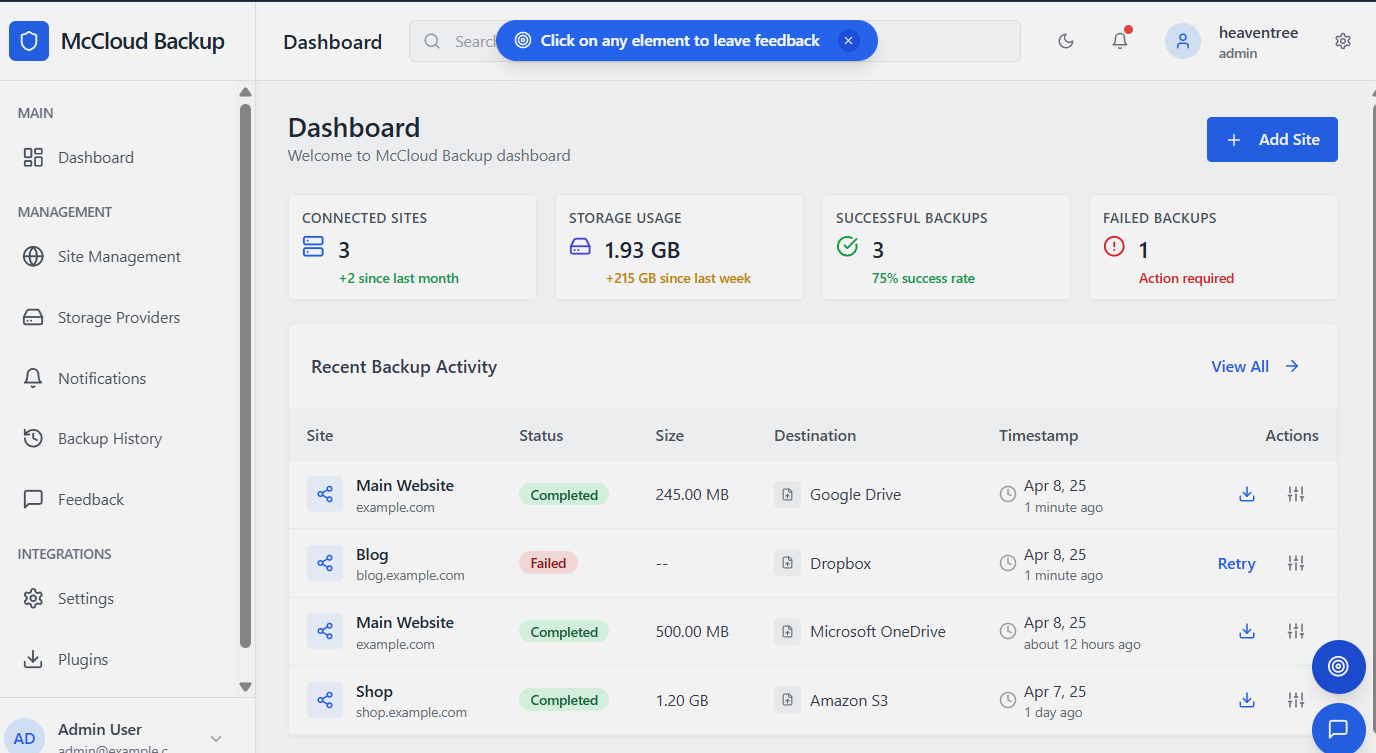 McCloud Backup
Dashboard
Search
Click on any element to leave feedback
heaventree
admin
MAIN
Dashboard
MANAGEMENT
Site Management
Storage Providers
Notifications
Backup History
Feedback
INTEGRATIONS
Settings
Plugins
AD
Admin User
admin@example.c
Dashboard
Welcome to McCloud Backup dashboard
+ Add Site
CONNECTED SITES
3
+2 since last month
STORAGE USAGE
1.93 GB
+215 GB since last week
SUCCESSFUL BACKUPS
3
75% success rate
FAILED BACKUPS
1
Action required
Recent Backup Activity
View All →
Site Status Size Destination Timestamp Actions
Main Website Completed 245.00 MB Google Drive Apr 8, 25
example.com 1 minute ago
Blog Failed -- Dropbox Apr 8, 25 Retry
blog.example.com 1 minute ago
Main Website Completed 500.00 MB Microsoft OneDrive Apr 8, 25
example.com about 12 hours ago
Shop Completed 1.20 GB Amazon S3 Apr 7, 25
shop.example.com 1 day ago